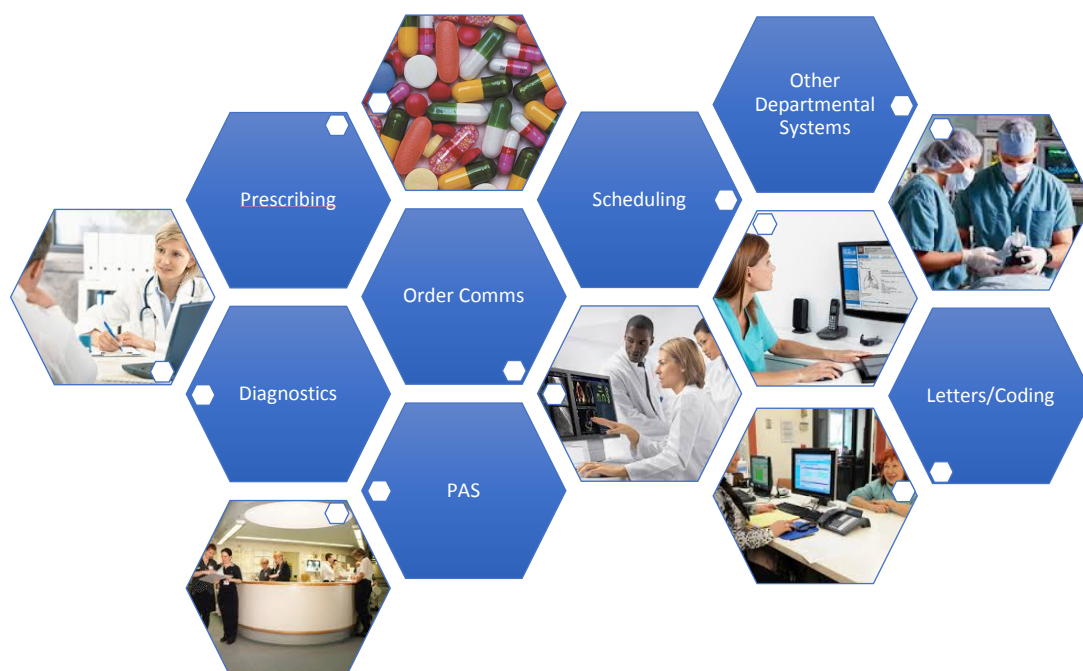 Other
Departmental
Systems
Prescribing
Scheduling
Order Comms
Diagnostics
Letters/Coding
PAS